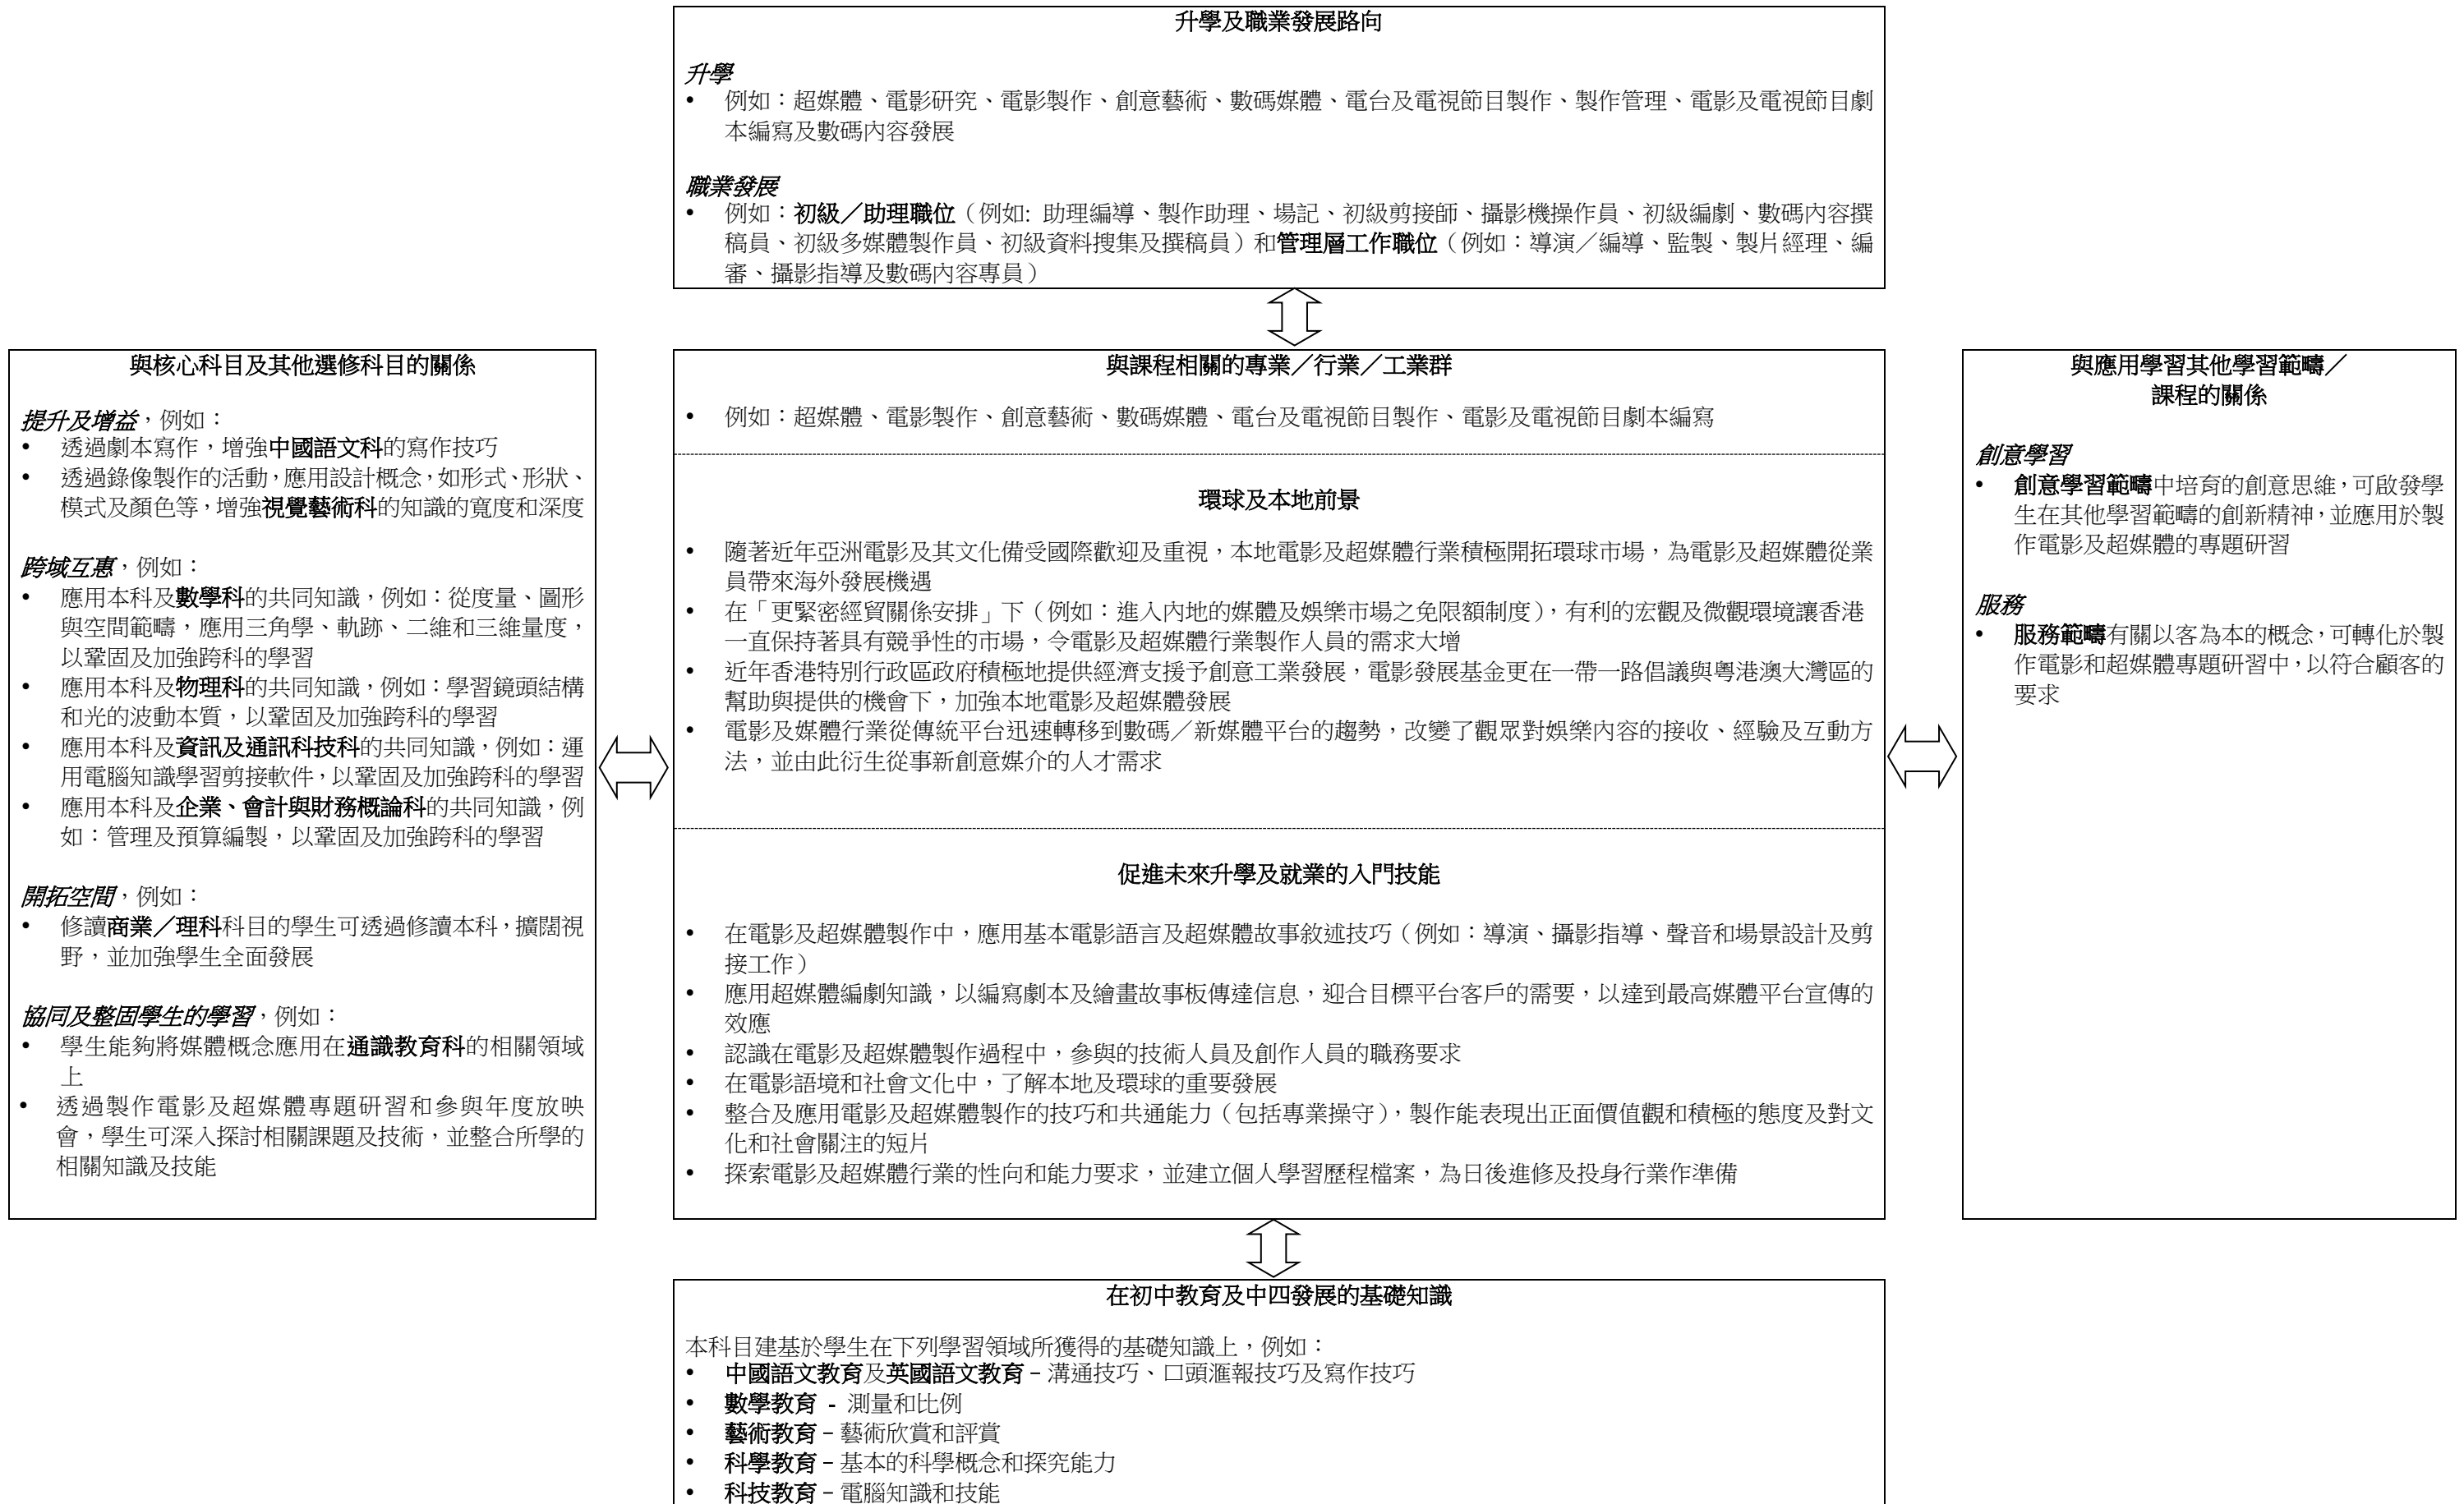 升學及職業發展路向
升學
• 例如：超媒體、電影研究、電影製作、創意藝術、數碼媒體、電台及電視節目製作、製作管理、電影及電視節目劇
本編寫及數碼內容發展
職業發展
• 例如：初級／助理職位（例如: 助理編導、製作助理、場記、初級剪接師、攝影機操作員、初級編劇、數碼內容撰
稿員、初級多媒體製作員、初級資料搜集及撰稿員）和管理層工作職位（例如：導演／編導、監製、製片經理、編
審、攝影指導及數碼內容專員）
與核心科目及其他選修科目的關係
提升及增益，例如：
• 透過劇本寫作，增強中國語文科的寫作技巧
• 透過錄像製作的活動，應用設計概念，如形式、形狀、
模式及顏色等，增強視覺藝術科的知識的寬度和深度
跨域互惠，例如：
• 應用本科及數學科的共同知識，例如：從度量、圖形
與空間範疇，應用三角學、軌跡、二維和三維量度，
以鞏固及加強跨科的學習
• 應用本科及物理科的共同知識，例如：學習鏡頭結構
和光的波動本質，以鞏固及加強跨科的學習
• 應用本科及資訊及通訊科技科的共同知識，例如：運
用電腦知識學習剪接軟件，以鞏固及加強跨科的學習
• 應用本科及企業、會計與財務概論科的共同知識，例
如：管理及預算編製，以鞏固及加強跨科的學習
開拓空間，例如：
• 修讀商業／理科科目的學生可透過修讀本科，擴闊視
野，並加強學生全面發展
協同及整固學生的學習，例如：
• 學生能夠將媒體概念應用在通識教育科的相關領域
上
• 透過製作電影及超媒體專題研習和參與年度放映
會，學生可深入探討相關課題及技術，並整合所學的
相關知識及技能
與課程相關的專業／行業／工業群
• 例如：超媒體、電影製作、創意藝術、數碼媒體、電台及電視節目製作、電影及電視節目劇本編寫
環球及本地前景
• 隨著近年亞洲電影及其文化備受國際歡迎及重視，本地電影及超媒體行業積極開拓環球市場，為電影及超媒體從業
員帶來海外發展機遇
• 在「更緊密經貿關係安排」下（例如：進入內地的媒體及娛樂市場之免限額制度），有利的宏觀及微觀環境讓香港
一直保持著具有競爭性的市場，令電影及超媒體行業製作人員的需求大增
• 近年香港特別行政區政府積極地提供經濟支援予創意工業發展，電影發展基金更在一帶一路倡議與粵港澳大灣區的
幫助與提供的機會下，加強本地電影及超媒體發展
• 電影及媒體行業從傳統平台迅速轉移到數碼／新媒體平台的趨勢，改變了觀眾對娛樂內容的接收、經驗及互動方
法，並由此衍生從事新創意媒介的人才需求
促進未來升學及就業的入門技能
• 在電影及超媒體製作中，應用基本電影語言及超媒體故事敘述技巧（例如：導演、攝影指導、聲音和場景設計及剪
接工作）
• 應用超媒體編劇知識，以編寫劇本及繪畫故事板傳達信息，迎合目標平台客戶的需要，以達到最高媒體平台宣傳的
效應
• 認識在電影及超媒體製作過程中，參與的技術人員及創作人員的職務要求
• 在電影語境和社會文化中，了解本地及環球的重要發展
• 整合及應用電影及超媒體製作的技巧和共通能力（包括專業操守），製作能表現出正面價值觀和積極的態度及對文
化和社會關注的短片
• 探索電影及超媒體行業的性向和能力要求，並建立個人學習歷程檔案，為日後進修及投身行業作準備
與應用學習其他學習範疇／
課程的關係
創意學習
• 創意學習範疇中培育的創意思維，可啟發學
生在其他學習範疇的創新精神，並應用於製
作電影及超媒體的專題研習
服務
• 服務範疇有關以客為本的概念，可轉化於製
作電影和超媒體專題研習中，以符合顧客的
要求
在初中教育及中四發展的基礎知識
本科目建基於學生在下列學習領域所獲得的基礎知識上，例如：
• 中國語文教育及英國語文教育 – 溝通技巧、口頭滙報技巧及寫作技巧
• 數學教育 - 測量和比例
• 藝術教育 – 藝術欣賞和評賞
• 科學教育 – 基本的科學概念和探究能力
• 科技教育 – 電腦知識和技能